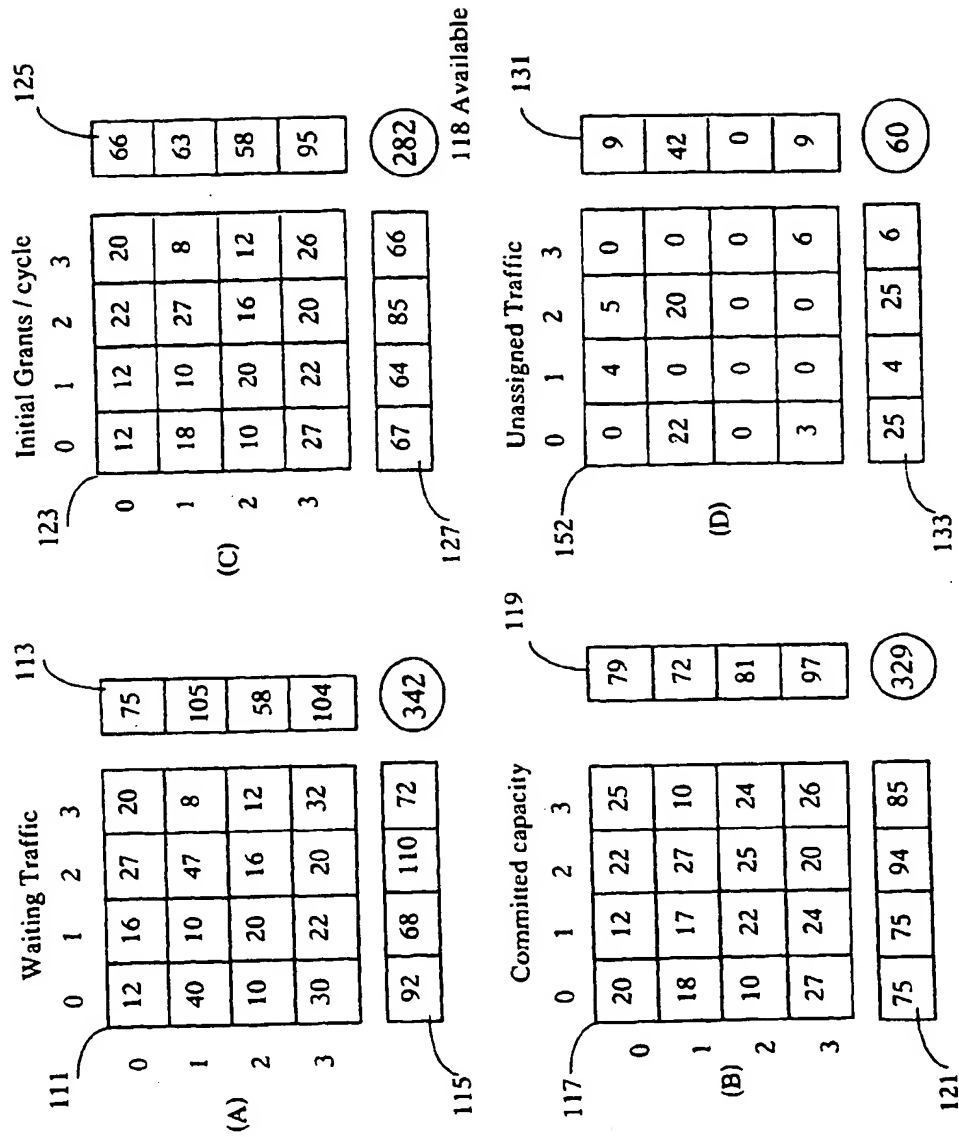 Waiting Traffic
111
113
0 1 2 3
0 12 16 27 20 75
1 40 10 47 8 105
2 10 20 16 12 58
3 30 22 20 32 104
(A)
92 68 110 72 342
115
Initial Grants / cycle
123
125
0 1 2 3
0 12 12 22 20 66
1 18 10 27 8 63
2 10 20 16 12 58
3 27 22 20 26 95
(C)
67 64 85 66 282
127
118 Available
Committed capacity
117
119
0 1 2 3
0 20 12 22 25 79
1 18 17 27 10 72
2 10 22 25 24 81
3 27 24 20 26 97
(B)
75 75 94 85 329
121
Unassigned Traffic
152
131
0 1 2 3
0 4 5 0 9
22 0 20 0 42
0 0 0 0 0
3 0 0 6 9
(D)
25 4 25 6 60
133